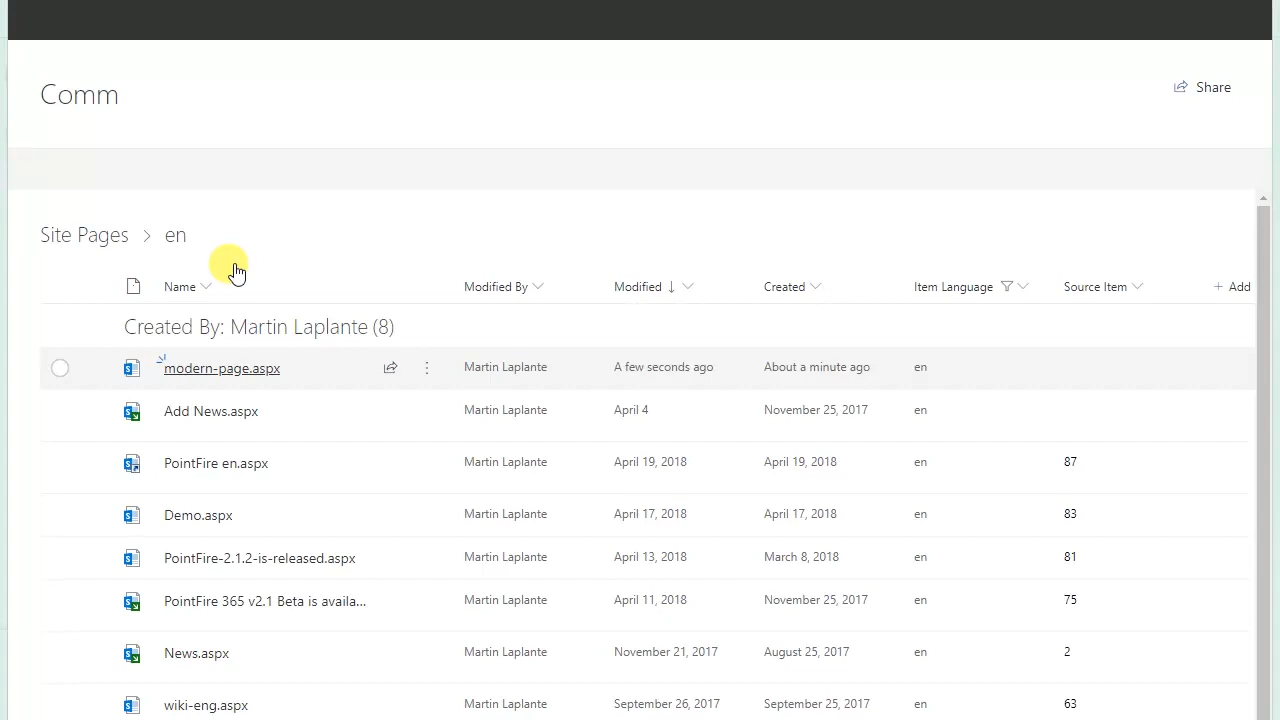 Comm
Share
Site Pages > en
Name Modified By Modified ↓ Created Item Language Source Item + Add
Created By: Martin Laplante (8)
modern-page.aspx Martin Laplante A few seconds ago About a minute ago en
Add News.aspx Martin Laplante April 4 November 25, 2017 en
PointFire en.aspx Martin Laplante April 19, 2018 April 19, 2018 en 87
Demo.aspx Martin Laplante April 17, 2018 April 17, 2018 en 83
PointFire-2.1.2-is-released.aspx Martin Laplante April 13, 2018 March 8, 2018 en 81
PointFire 365 v2.1 Beta is availa... Martin Laplante April 11, 2018 November 25, 2017 en 75
News.aspx Martin Laplante November 21, 2017 August 25, 2017 en 2
wiki-eng.aspx Martin Laplante September 26, 2017 September 25, 2017 en 63